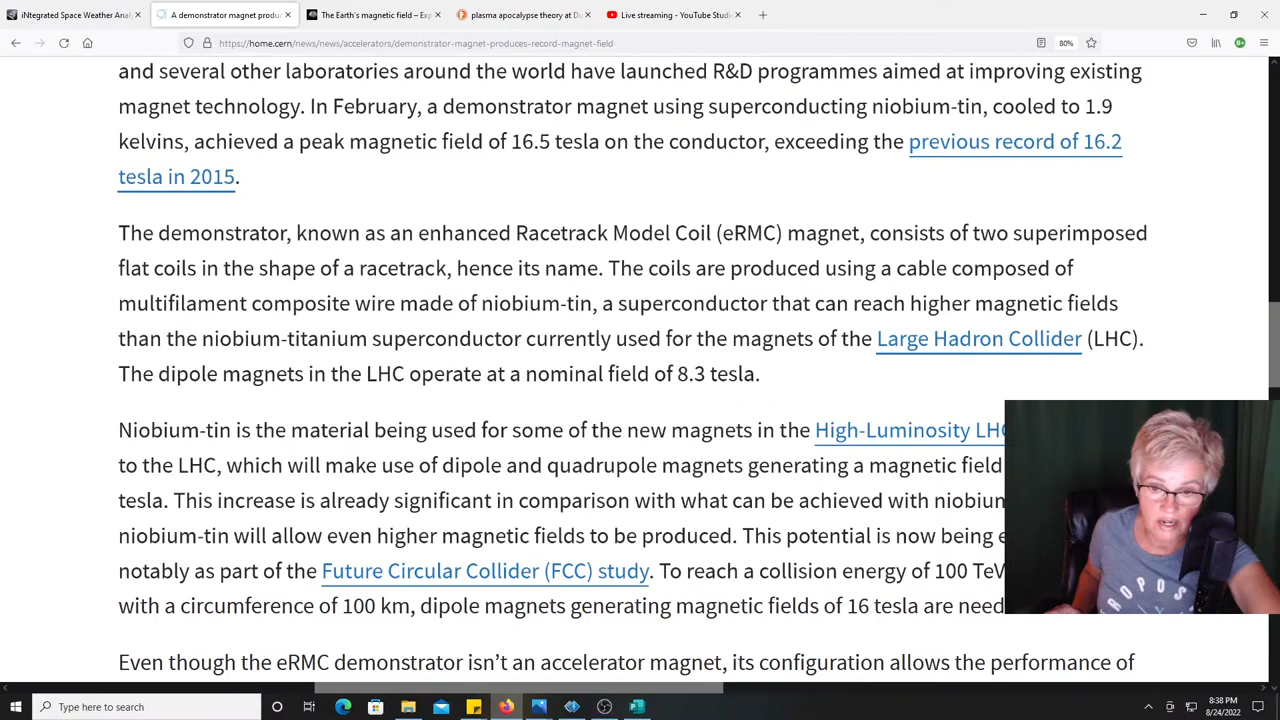 iNtegrated Space Weather Anal
A demonstrator magnet produ
The Earth's magnetic field – Exp
plasma apocalypse theory at Du
Live streaming - YouTube Studi
https://home.cern/news/news/accelerators/demonstrator-magnet-produces-record-magnet-field
80%
and several other laboratories around the world have launched R&D programmes aimed at improving existing
magnet technology. In February, a demonstrator magnet using superconducting niobium-tin, cooled to 1.9
kelvins, achieved a peak magnetic field of 16.5 tesla on the conductor, exceeding the previous record of 16.2
tesla in 2015.
The demonstrator, known as an enhanced Racetrack Model Coil (eRMC) magnet, consists of two superimposed
flat coils in the shape of a racetrack, hence its name. The coils are produced using a cable composed of
multifilament composite wire made of niobium-tin, a superconductor that can reach higher magnetic fields
than the niobium-titanium superconductor currently used for the magnets of the Large Hadron Collider (LHC).
The dipole magnets in the LHC operate at a nominal field of 8.3 tesla.
Niobium-tin is the material being used for some of the new magnets in the High-Luminosity LHC
to the LHC, which will make use of dipole and quadrupole magnets generating a magnetic field
tesla. This increase is already significant in comparison with what can be achieved with niobium
niobium-tin will allow even higher magnetic fields to be produced. This potential is now being e
notably as part of the Future Circular Collider (FCC) study. To reach a collision energy of 100 TeV
with a circumference of 100 km, dipole magnets generating magnetic fields of 16 tesla are need
Even though the eRMC demonstrator isn't an accelerator magnet, its configuration allows the performance of
Type here to search
8:38 PM
8/24/2022